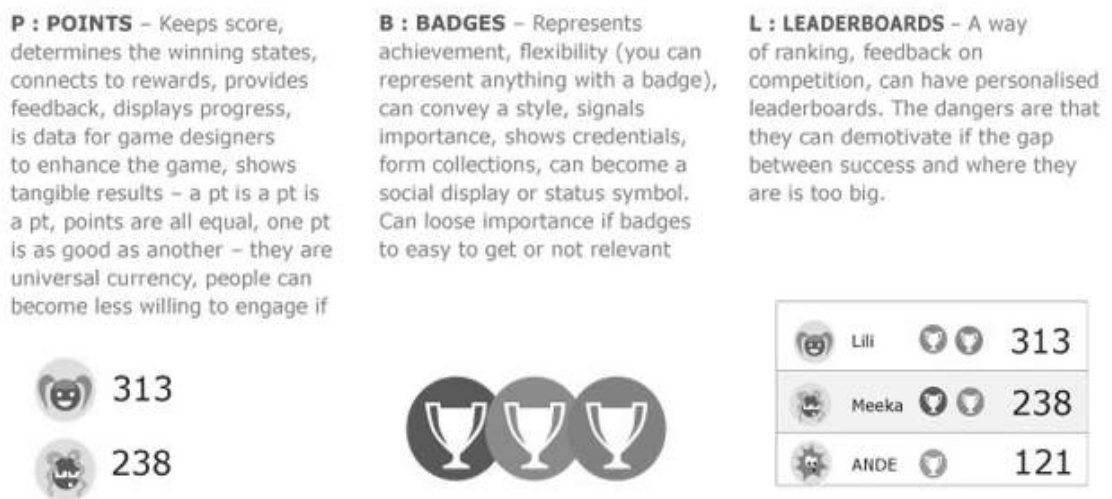 P : POINTS – Keeps score,
determines the winning states,
connects to rewards, provides
feedback, displays progress,
is data for game designers
to enhance the game, shows
tangible results – a pt is a pt is
a pt, points are all equal, one pt
is as good as another – they are
universal currency, people can
become less willing to engage if
313
238
B : BADGES – Represents
achievement, flexibility (you can
represent anything with a badge),
can convey a style, signals
importance, shows credentials,
form collections, can become a
social display or status symbol.
Can loose importance if badges
to easy to get or not relevant
L : LEADERBOARDS – A way
of ranking, feedback on
competition, can have personalised
leaderboards. The dangers are that
they can demotivate if the gap
between success and where they
are is too big.
Lili 313
Meeka 238
ANDE 121